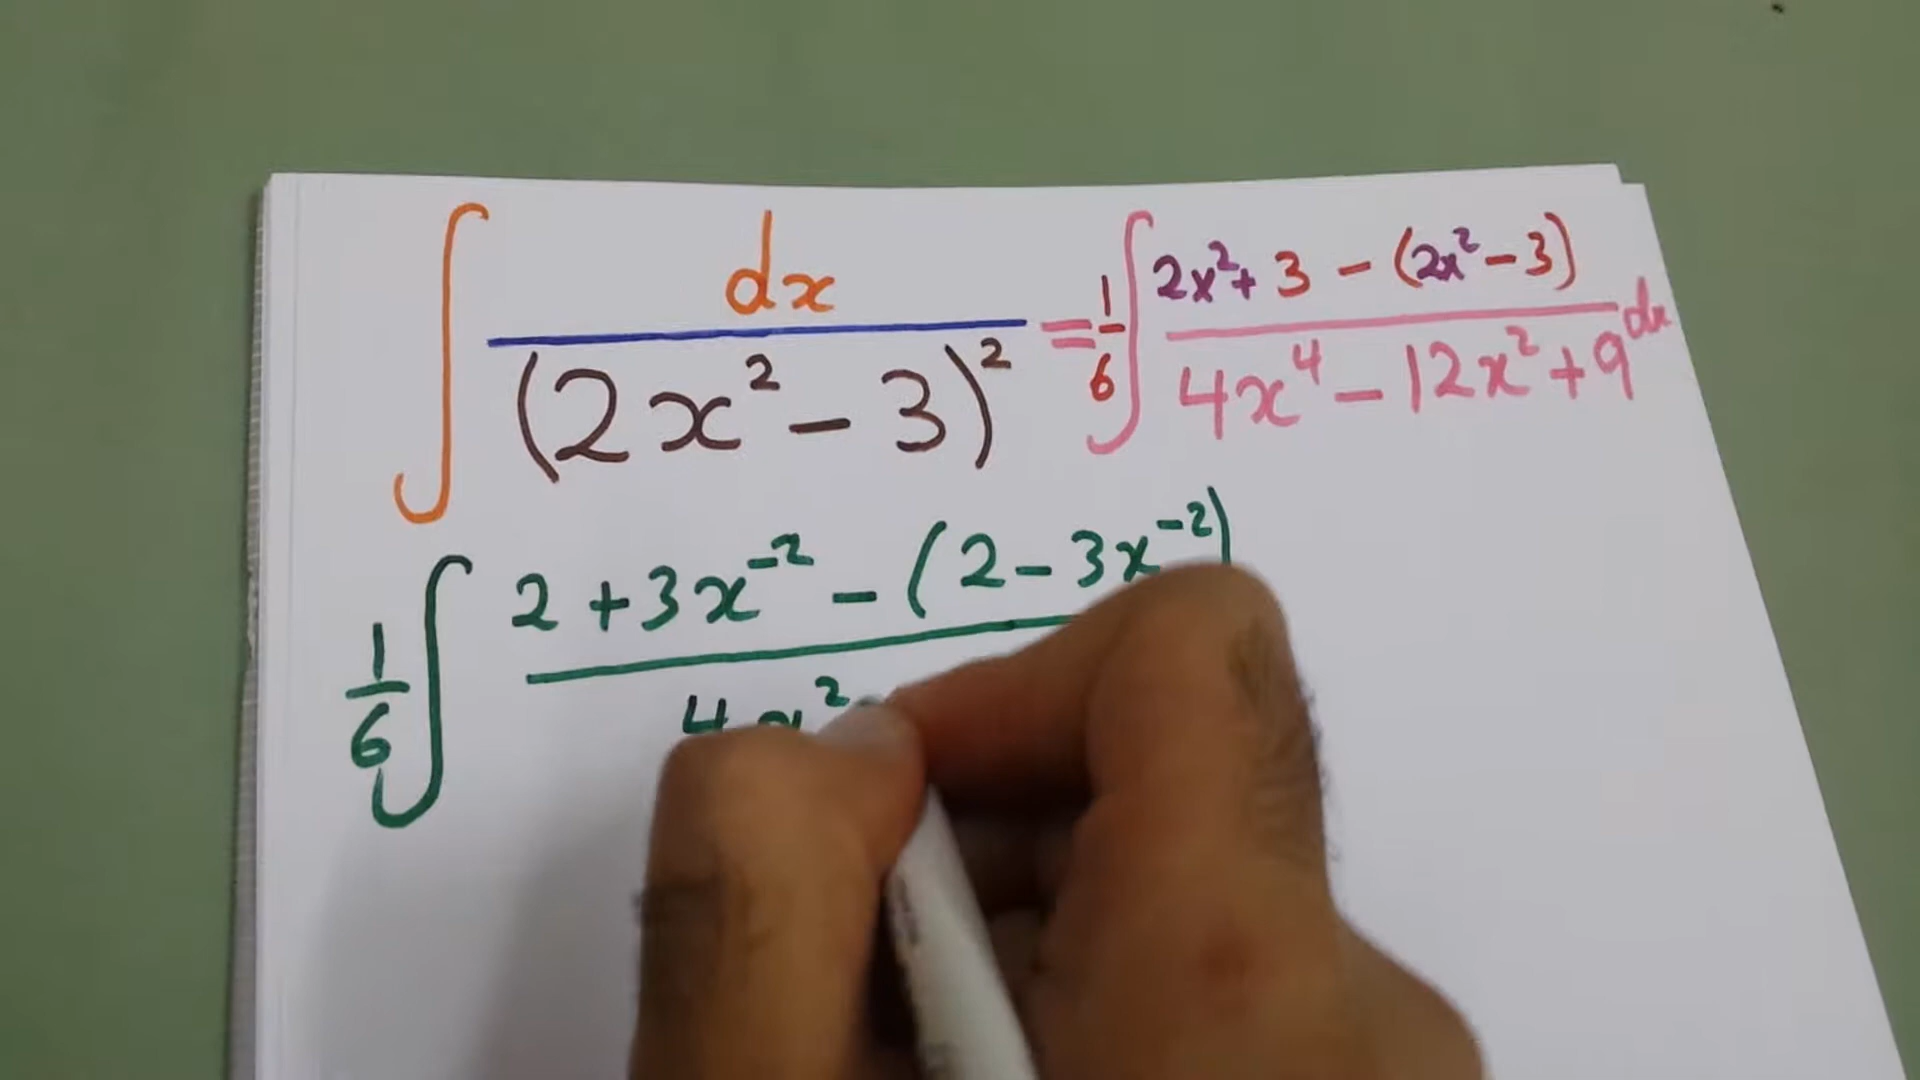 ∫ dx / (2x² - 3)² = 1/6 ∫ 2x² + 3 - (2x² - 3) / 4x⁴ - 12x² + 9 dx
1/6 ∫ 2 + 3x⁻² - (2 - 3x⁻²) / 4x²